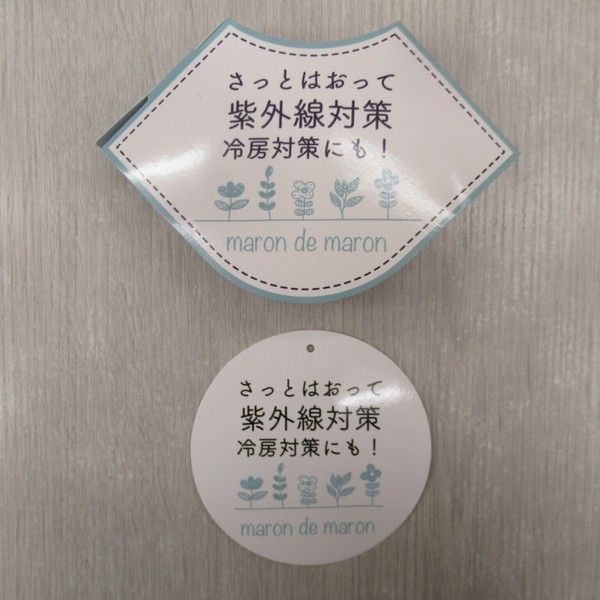 さっとはおって
紫外線対策
冷房対策にも！
maron de maron
さっとはおって
紫外線対策
冷房対策にも！
maron de maron